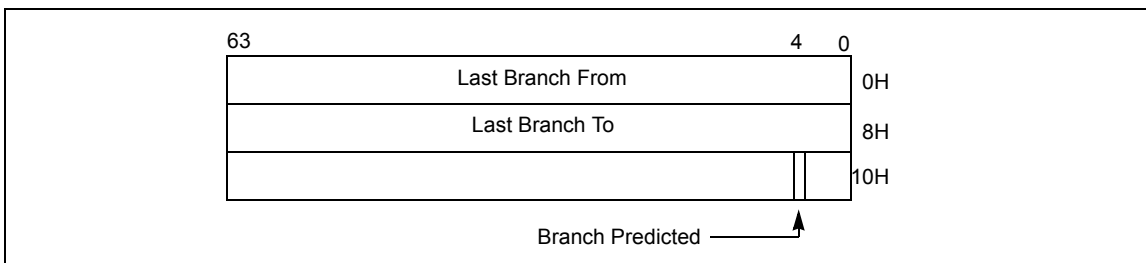 63 4 0
Last Branch From 0H
Last Branch To 8H
10H
Branch Predicted